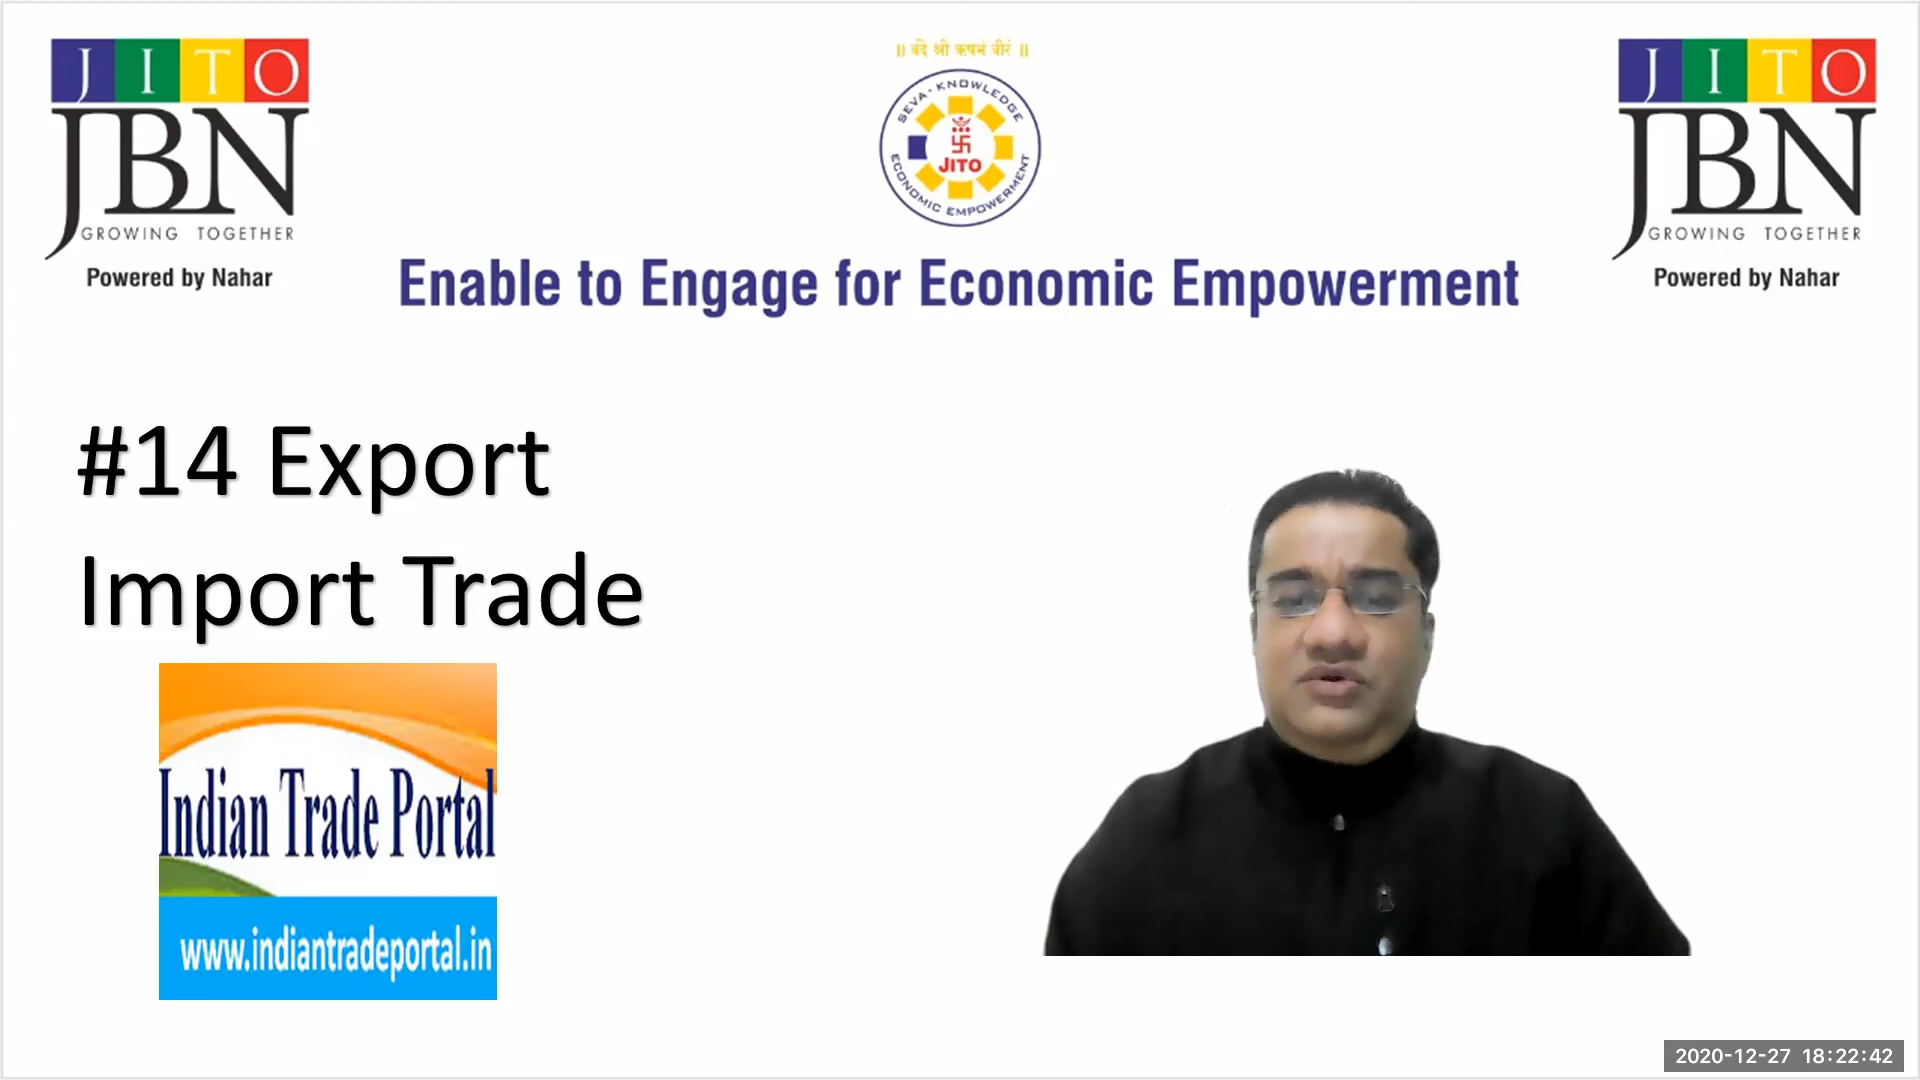 JITO
JBN
GROWING TOGETHER
Powered by Nahar
|| वंदे श्री ऋषभं वीरं ||
SEVA - KNOWLEDGE
JITO
ECONOMIC EMPOWERMENT
JITO
JBN
GROWING TOGETHER
Powered by Nahar
Enable to Engage for Economic Empowerment
#14 Export
Import Trade
Indian Trade Portal
www.indiantradeportal.in
2020-12-27 18:22:42